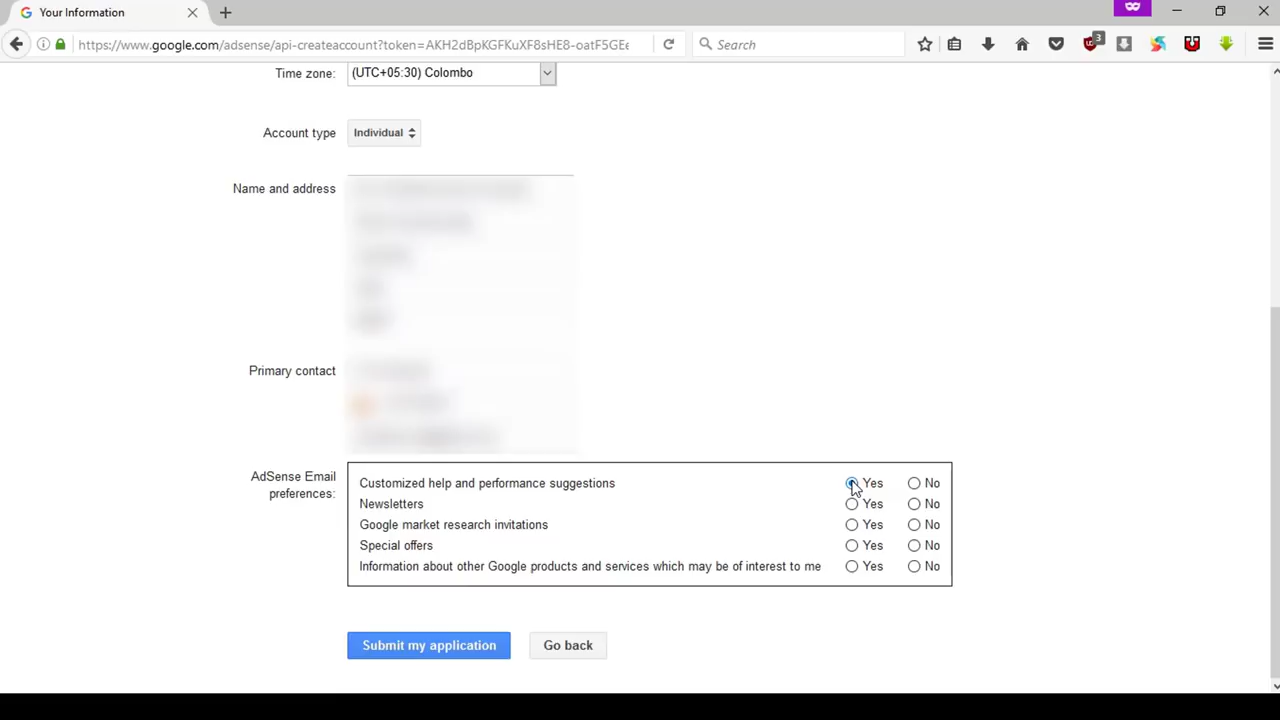 Your Information
https://www.google.com/adsense/api-createaccount?token=AKH2dBpKGFKuXF8sHE8-oatF5GEe
Search
3
Time zone: (UTC+05:30) Colombo
Account type Individual
Name and address
Primary contact
AdSense Email preferences:
Customized help and performance suggestions Yes No
Newsletters Yes No
Google market research invitations Yes No
Special offers Yes No
Information about other Google products and services which may be of interest to me Yes No
Submit my application Go back